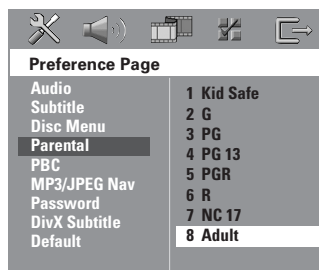 Preference Page
Audio
Subtitle
Disc Menu
Parental
PBC
MP3/JPEG Nav
Password
DivX Subtitle
Default
1 Kid Safe
2 G
3 PG
4 PG 13
5 PGR
6 R
7 NC 17
8 Adult